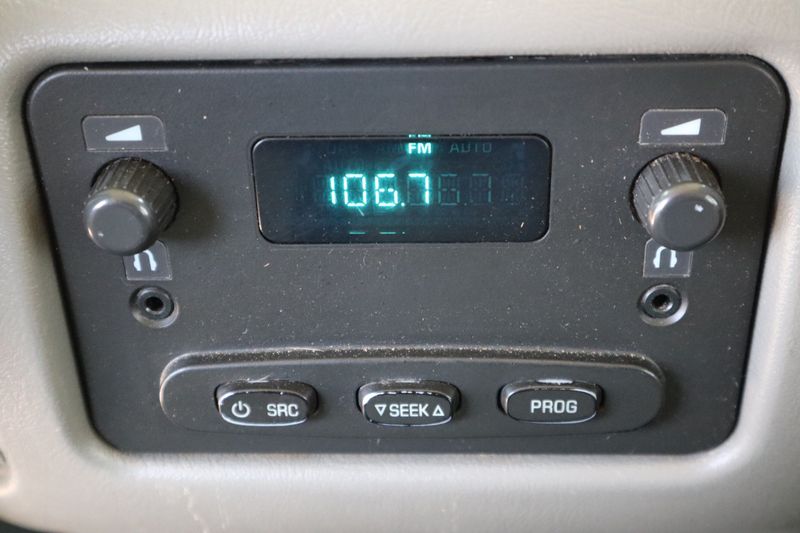 FM AUTO
106.7
SRC
▽ SEEK △
PROG